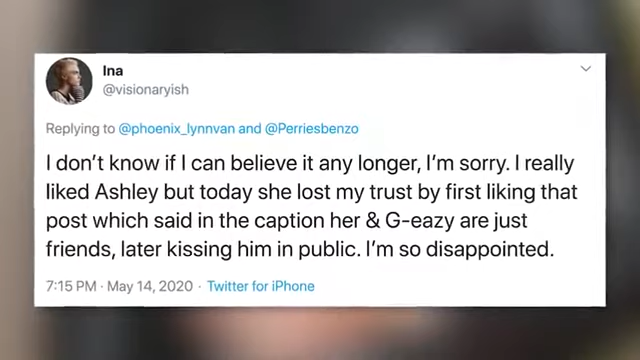 Ina
@visionaryish
Replying to @phoenix_lynnvan and @Perriesbenzo
I don't know if I can believe it any longer, I'm sorry. I really
liked Ashley but today she lost my trust by first liking that
post which said in the caption her & G-eazy are just
friends, later kissing him in public. I'm so disappointed.
7:15 PM · May 14, 2020 · Twitter for iPhone